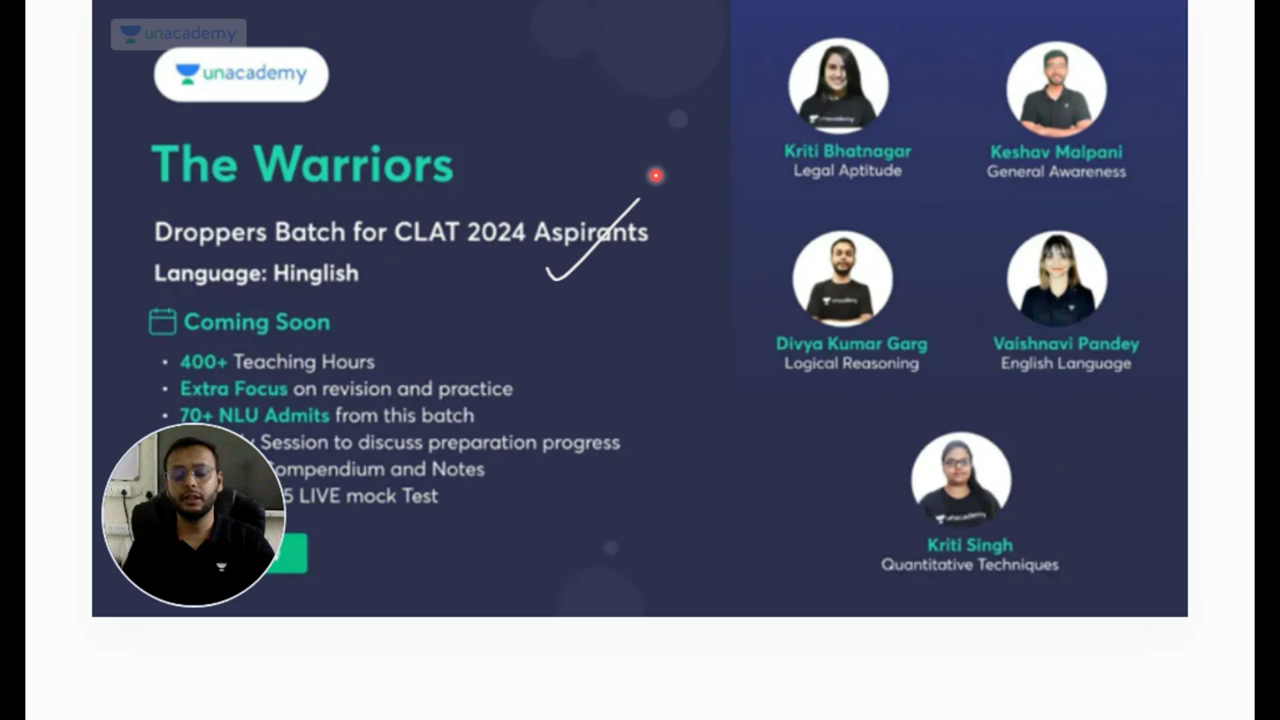 unacademy
unacademy
The Warriors
Droppers Batch for CLAT 2024 Aspirants
Language: Hinglish
Coming Soon
• 400+ Teaching Hours
• Extra Focus on revision and practice
• 70+ NLU Admits from this batch
Session to discuss preparation progress
Compendium and Notes
5 LIVE mock Test
Kriti Bhatnagar
Legal Aptitude
Keshav Malpani
General Awareness
Divya Kumar Garg
Logical Reasoning
Vaishnavi Pandey
English Language
Kriti Singh
Quantitative Techniques